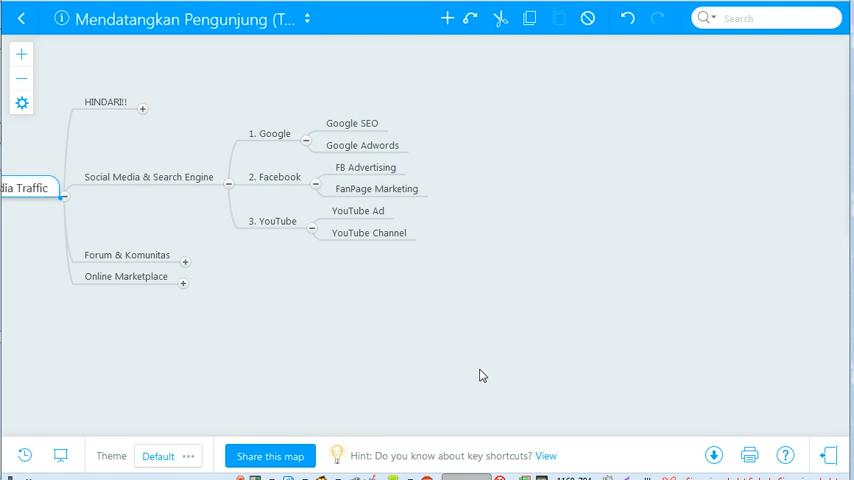 Mendatangkan Pengunjung (T...
Search
HINDARI!!
Google SEO
1. Google
Google Adwords
FB Advertising
Social Media & Search Engine
2. Facebook
dia Traffic
FanPage Marketing
YouTube Ad
3. YouTube
YouTube Channel
Forum & Komunitas
Online Marketplace
Theme
Default
Share this map
Hint: Do you know about key shortcuts? View